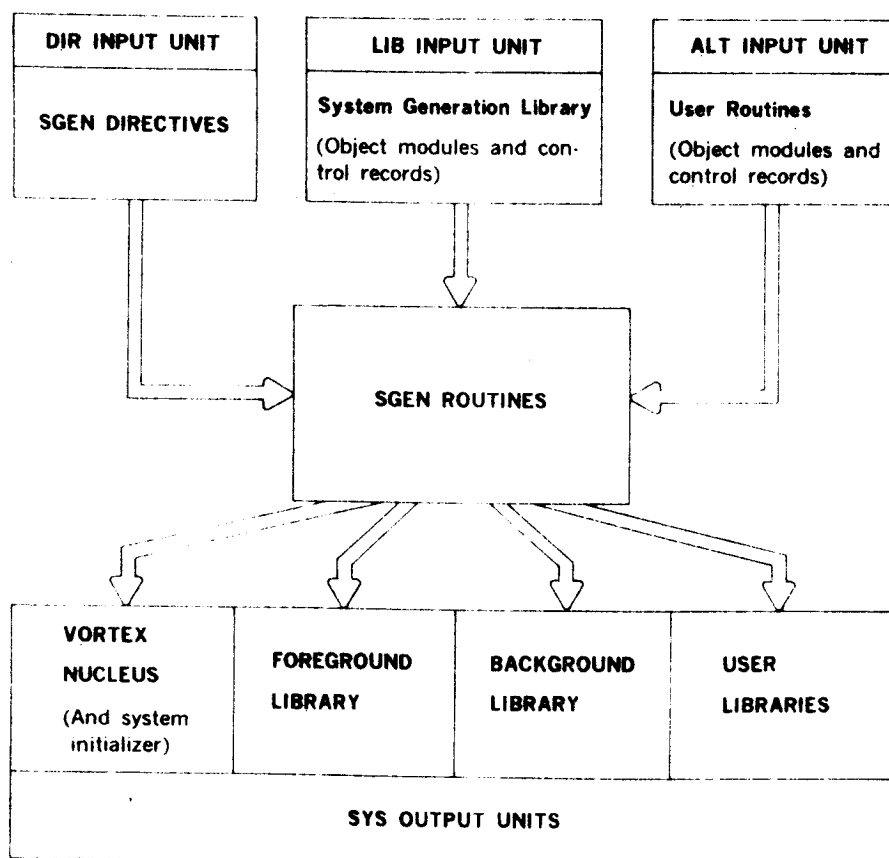 DIR INPUT UNIT
SGEN DIRECTIVES
LIB INPUT UNIT
System Generation Library
(Object modules and con-
trol records)
ALT INPUT UNIT
User Routines
(Object modules and
control records)
SGEN ROUTINES
VORTEX
NUCLEUS
(And system
initializer)
FOREGROUND
LIBRARY
BACKGROUND
LIBRARY
USER
LIBRARIES
SYS OUTPUT UNITS